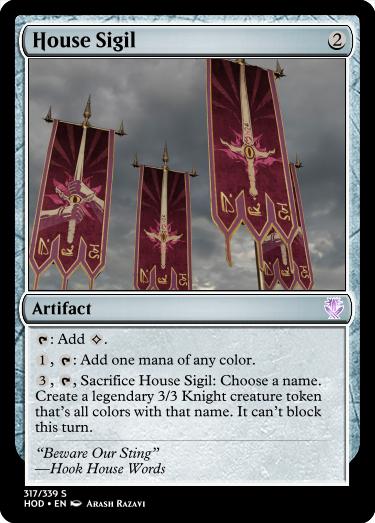 House Sigil 2
Artifact
: Add .
1, : Add one mana of any color.
3, , Sacrifice House Sigil: Choose a name.
Create a legendary 3/3 Knight creature token
that's all colors with that name. It can't block
this turn.
“Beware Our Sting”
—Hook House Words
317/339 S
HOD • EN Arash Razavi